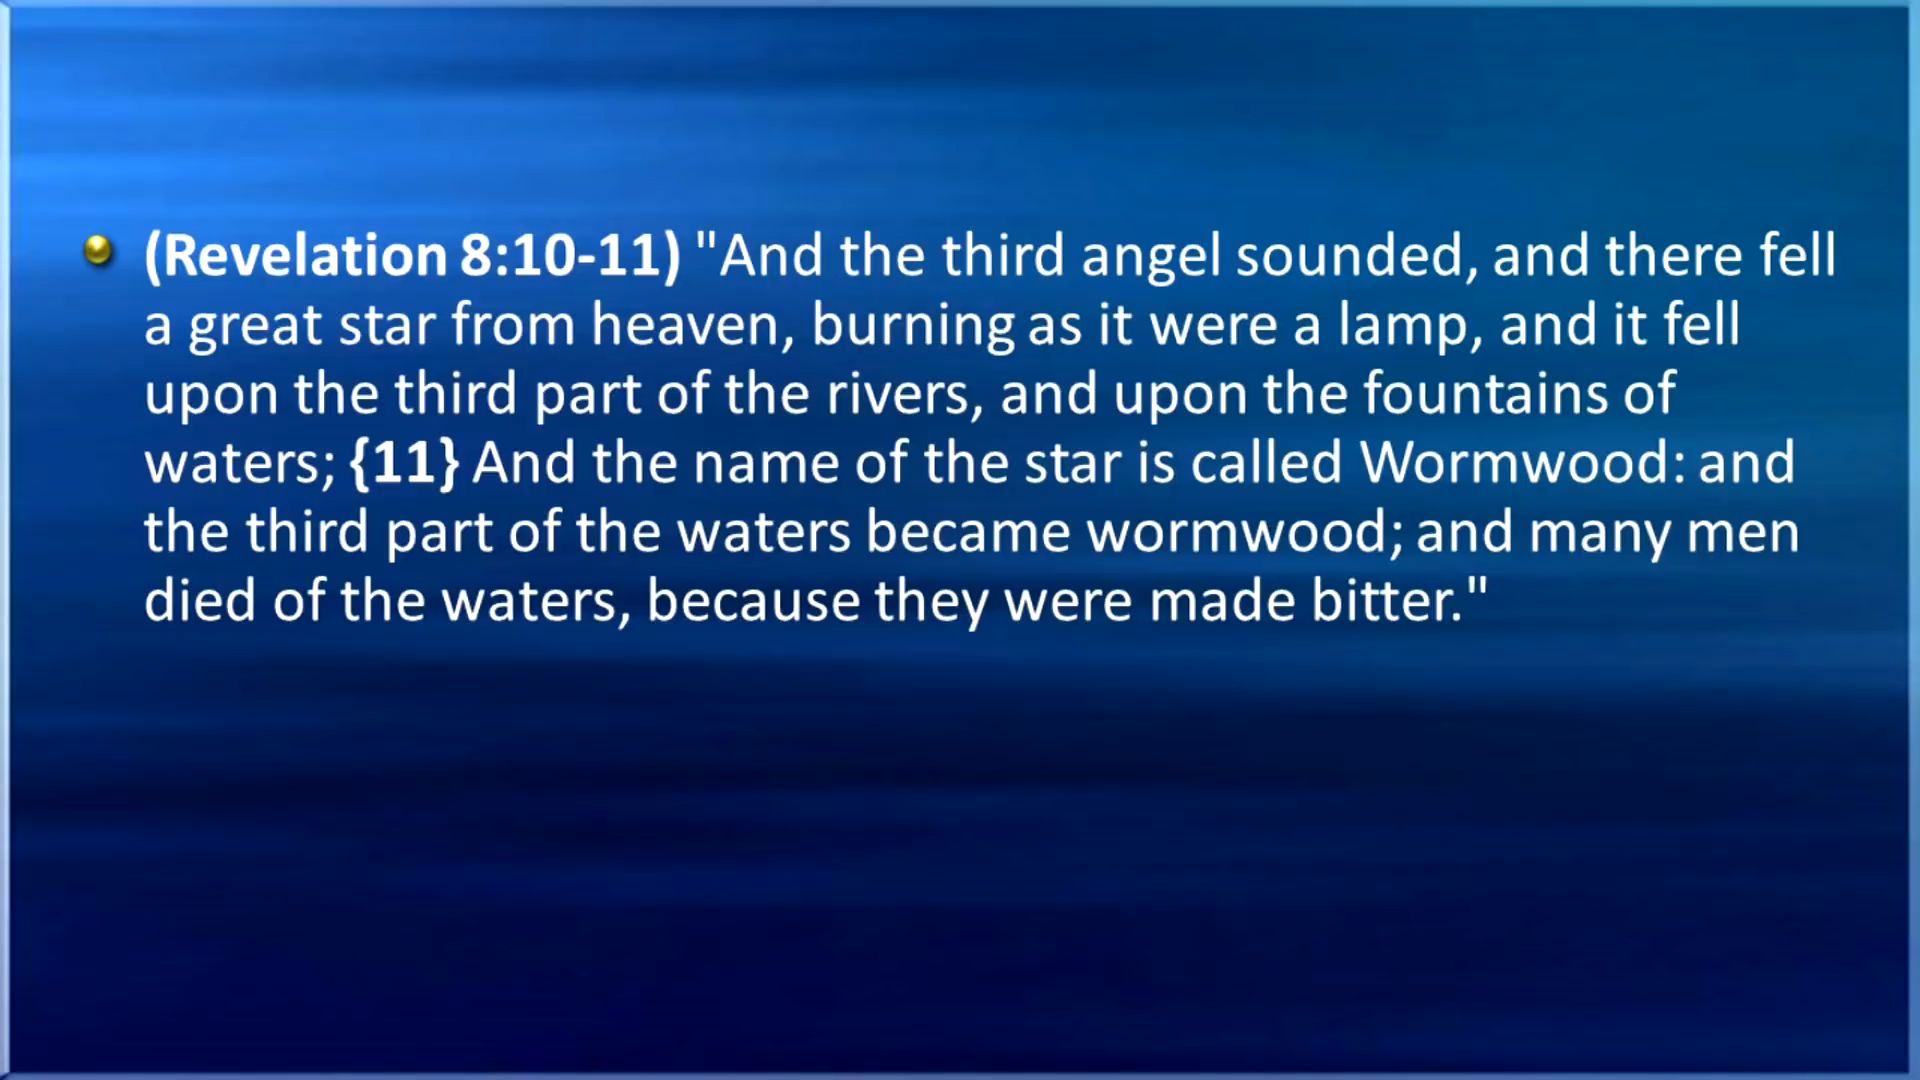 (Revelation 8:10-11) "And the third angel sounded, and there fell
a great star from heaven, burning as it were a lamp, and it fell
upon the third part of the rivers, and upon the fountains of
waters; {11} And the name of the star is called Wormwood: and
the third part of the waters became wormwood; and many men
died of the waters, because they were made bitter."